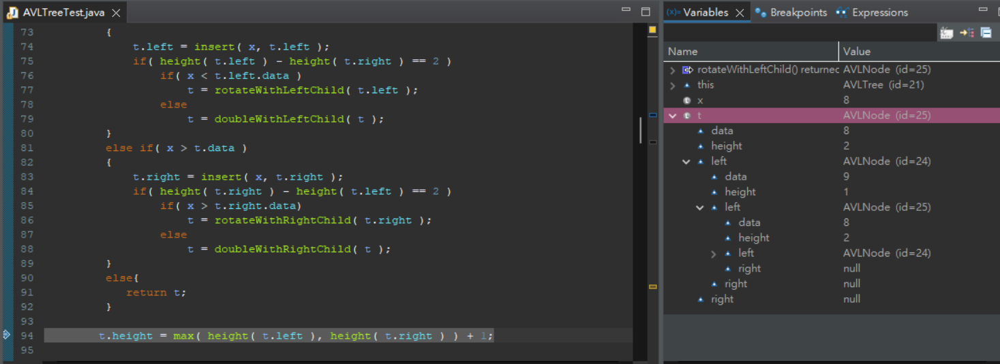 AVLTreeTest.java
73 {
74 t.left = insert( x, t.left );
75 if( height( t.left ) - height( t.right ) == 2 )
76 if( x < t.left.data )
77 t = rotateWithLeftChild( t.left );
78 else
79 t = doubleWithLeftChild( t );
80 }
81 else if( x > t.data )
82 {
83 t.right = insert( x, t.right );
84 if( height( t.right ) - height( t.left ) == 2 )
85 if( x > t.right.data)
86 t = rotateWithRightChild( t.right );
87 else
88 t = doubleWithRightChild( t );
89 }
90 else{
91 return t;
92 }
93
94 t.height = max( height( t.left ), height( t.right ) ) + 1;
95
(x)= Variables Breakpoints Expressions
Name Value
rotateWithLeftChild() returned AVLNode (id=25)
this AVLTree (id=21)
x 8
t AVLNode (id=25)
data 8
height 2
left AVLNode (id=24)
data 9
height 1
left AVLNode (id=25)
data 8
height 2
left AVLNode (id=24)
right null
right null
right null